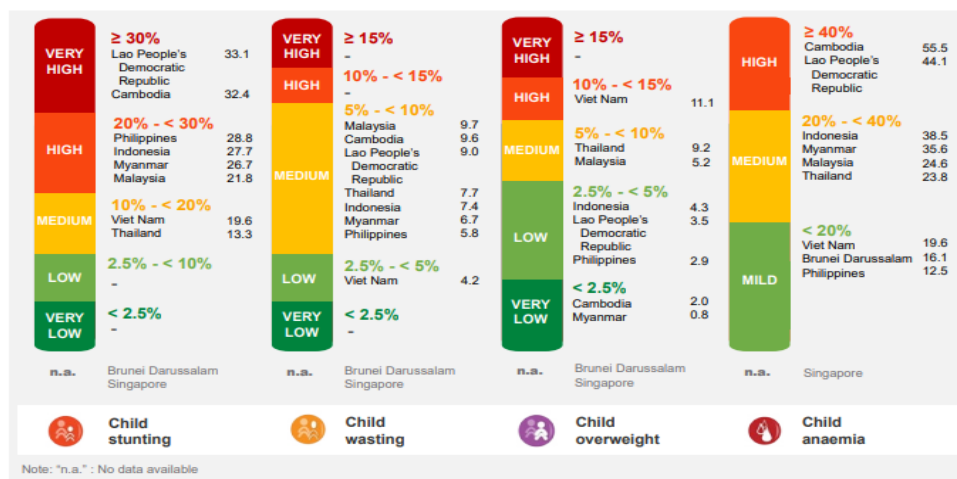 VERY HIGH
≥ 30%
Lao People's 33.1
Democratic
Republic
Cambodia 32.4
HIGH
20% - < 30%
Philippines 28.8
Indonesia 27.7
Myanmar 26.7
Malaysia 21.8
MEDIUM
10% - < 20%
Viet Nam 19.6
Thailand 13.3
LOW
2.5% - < 10%
-
VERY LOW
< 2.5%
-
n.a.
Brunei Darussalam
Singapore
Child
stunting
VERY HIGH
≥ 15%
-
HIGH
10% - < 15%
-
MEDIUM
5% - < 10%
Malaysia 9.7
Cambodia 9.6
Lao People's 9.0
Democratic
Republic
Thailand 7.7
Indonesia 7.4
Myanmar 6.7
Philippines 5.8
LOW
2.5% - < 5%
Viet Nam 4.2
VERY LOW
< 2.5%
-
n.a.
Brunei Darussalam
Singapore
Child
wasting
VERY HIGH
≥ 15%
-
HIGH
10% - < 15%
Viet Nam 11.1
MEDIUM
5% - < 10%
Thailand 9.2
Malaysia 5.2
LOW
2.5% - < 5%
Indonesia 4.3
Lao People's 3.5
Democratic
Republic
Philippines 2.9
VERY LOW
< 2.5%
Cambodia 2.0
Myanmar 0.8
n.a.
Brunei Darussalam
Singapore
Child
overweight
HIGH
≥ 40%
Cambodia 55.5
Lao People's 44.1
Democratic
Republic
MEDIUM
20% - < 40%
Indonesia 38.5
Myanmar 35.6
Malaysia 24.6
Thailand 23.8
MILD
< 20%
Viet Nam 19.6
Brunei Darussalam 16.1
Philippines 12.5
n.a.
Singapore
Child
anaemia
Note: "n.a." : No data available